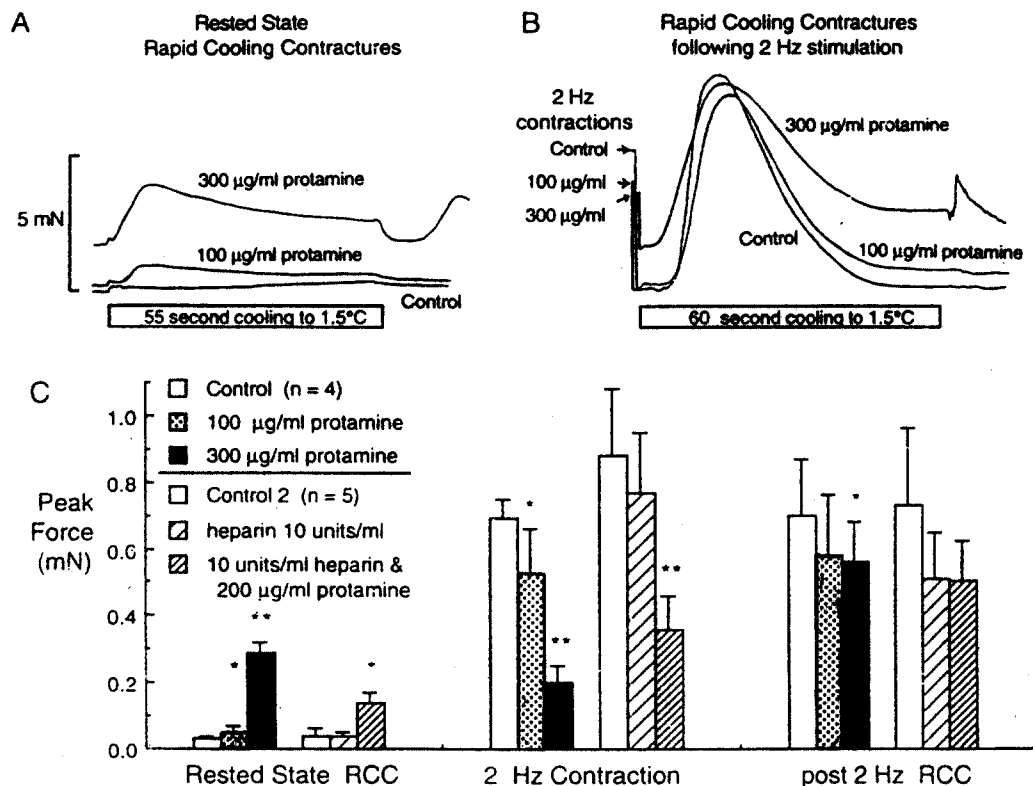 A
Rested State
Rapid Cooling Contractures
5 mN
300 µg/ml protamine
100 µg/ml protamine
Control
55 second cooling to 1.5°C
B
Rapid Cooling Contractures
following 2 Hz stimulation
2 Hz
contractions
Control
100 µg/ml
300 µg/ml
300 µg/ml protamine
Control
100 µg/ml protamine
60 second cooling to 1.5°C
C
Control (n = 4)
100 µg/ml protamine
300 µg/ml protamine
Control 2 (n = 5)
heparin 10 units/ml
10 units/ml heparin &
200 µg/ml protamine
Peak
Force
(mN)
1.0
0.8
0.6
0.4
0.2
0.0
*
**
*
*
**
**
*
Rested State RCC
2 Hz Contraction
post 2 Hz RCC